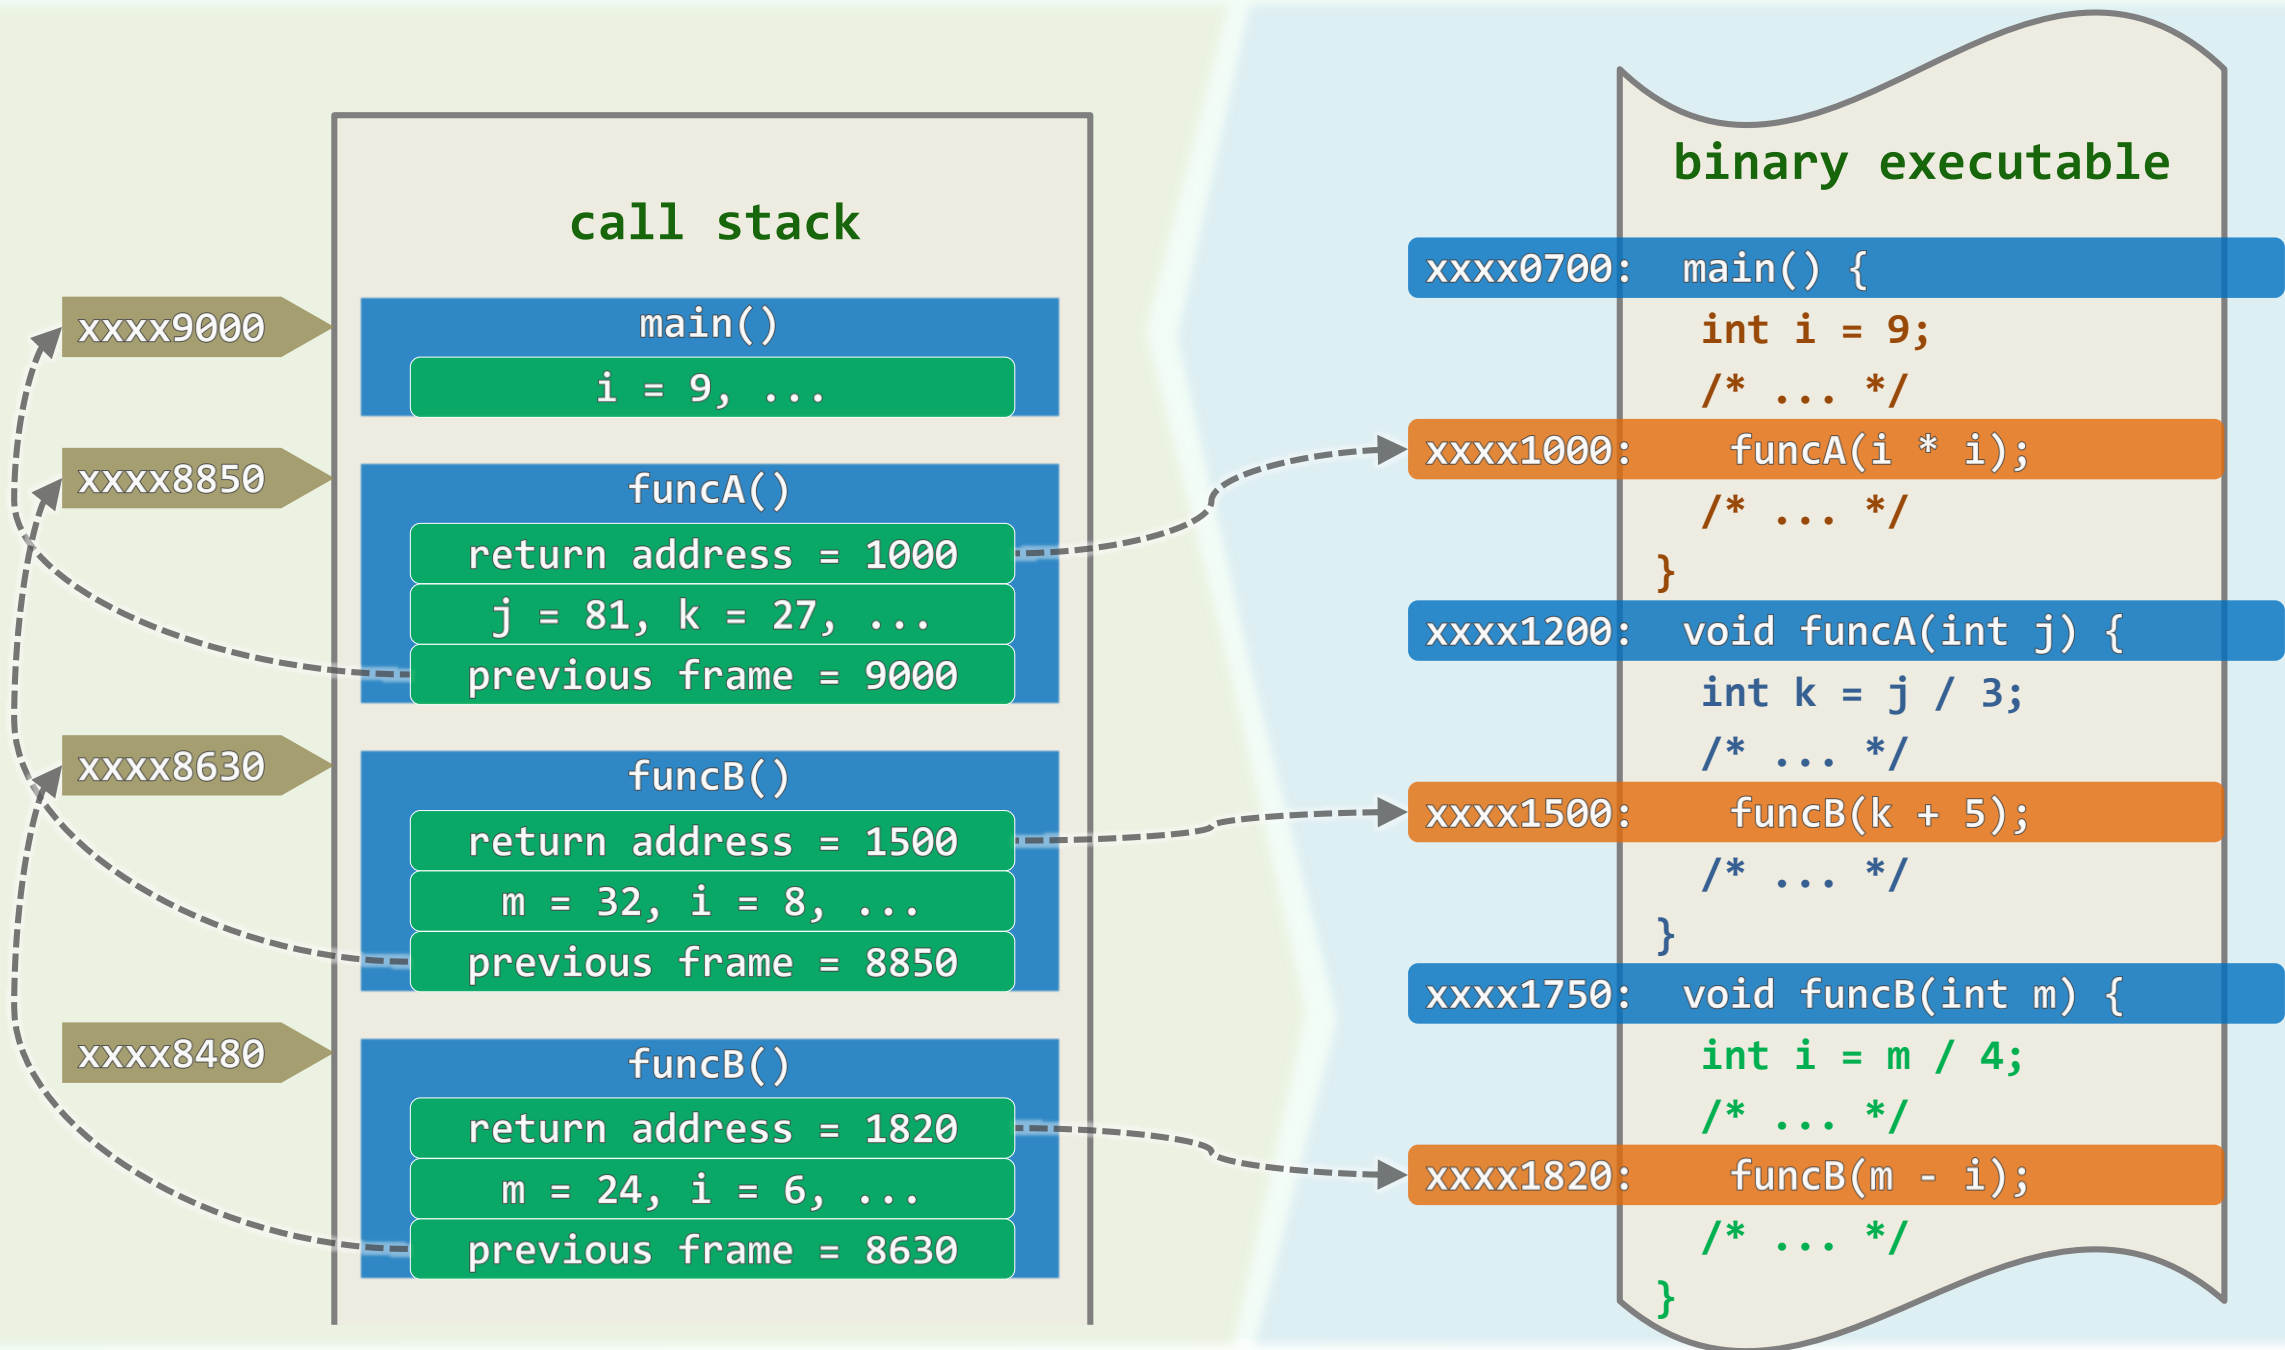 call stack
xxxx9000
main()
i = 9, ...
xxxx8850
funcA()
return address = 1000
j = 81, k = 27, ...
previous frame = 9000
xxxx8630
funcB()
return address = 1500
m = 32, i = 8, ...
previous frame = 8850
xxxx8480
funcB()
return address = 1820
m = 24, i = 6, ...
previous frame = 8630
binary executable
xxxx0700: main() {
int i = 9;
/* ... */
xxxx1000: funcA(i * i);
/* ... */
}
xxxx1200: void funcA(int j) {
int k = j / 3;
/* ... */
xxxx1500: funcB(k + 5);
/* ... */
}
xxxx1750: void funcB(int m) {
int i = m / 4;
/* ... */
xxxx1820: funcB(m - i);
/* ... */
}